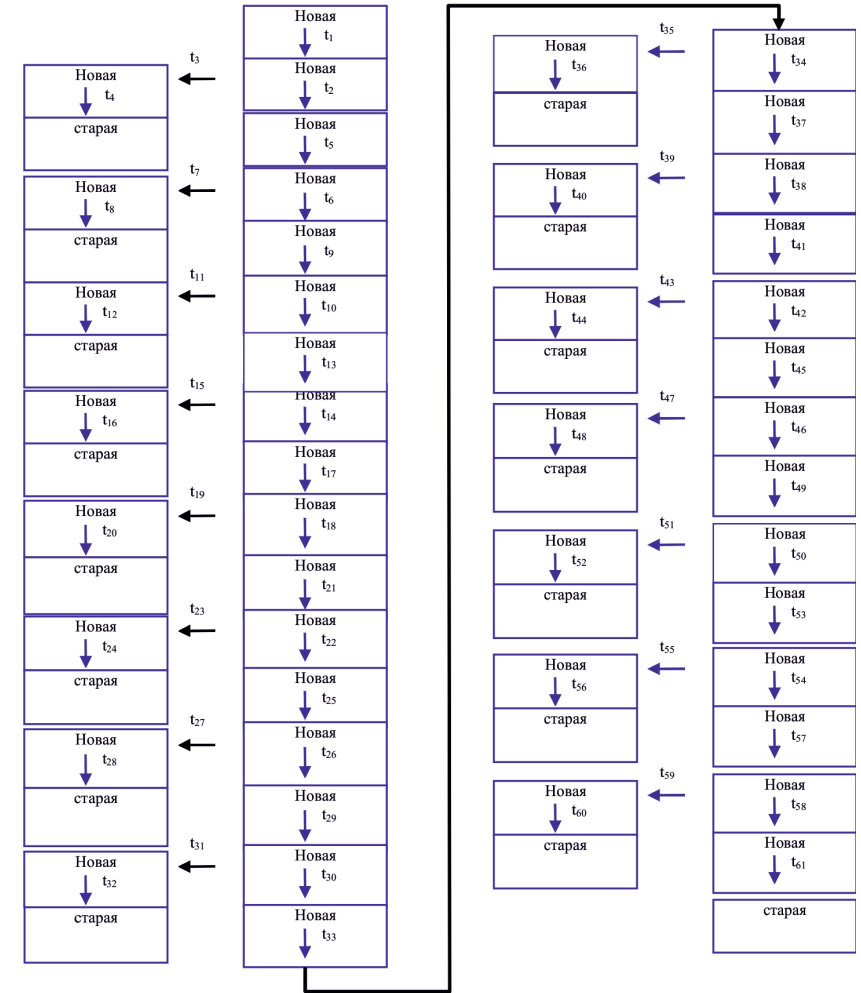 Новая
t₁
t₃
Новая
t₂
Новая
t₄
старая
Новая
t₅
t₇
Новая
t₆
Новая
t₈
старая
Новая
t₉
t₁₁
Новая
t₁₀
Новая
t₁₂
старая
Новая
t₁₃
t₁₅
Новая
t₁₄
Новая
t₁₆
старая
Новая
t₁₇
t₁₉
Новая
t₁₈
Новая
t₂₀
старая
Новая
t₂₁
t₂₃
Новая
t₂₂
Новая
t₂₄
старая
Новая
t₂₅
t₂₇
Новая
t₂₆
Новая
t₂₈
старая
Новая
t₂₉
t₃₁
Новая
t₃₀
Новая
t₃₂
старая
Новая
t₃₃
Новая
t₃₄
t₃₅
Новая
t₃₆
старая
Новая
t₃₇
Новая
t₃₈
t₃₉
Новая
t₄₀
старая
Новая
t₄₁
Новая
t₄₂
t₄₃
Новая
t₄₄
старая
Новая
t₄₅
Новая
t₄₆
t₄₇
Новая
t₄₈
старая
Новая
t₄₉
Новая
t₅₀
t₅₁
Новая
t₅₂
старая
Новая
t₅₃
Новая
t₅₄
t₅₅
Новая
t₅₆
старая
Новая
t₅₇
Новая
t₅₈
t₅₉
Новая
t₆₀
старая
Новая
t₆₁
старая